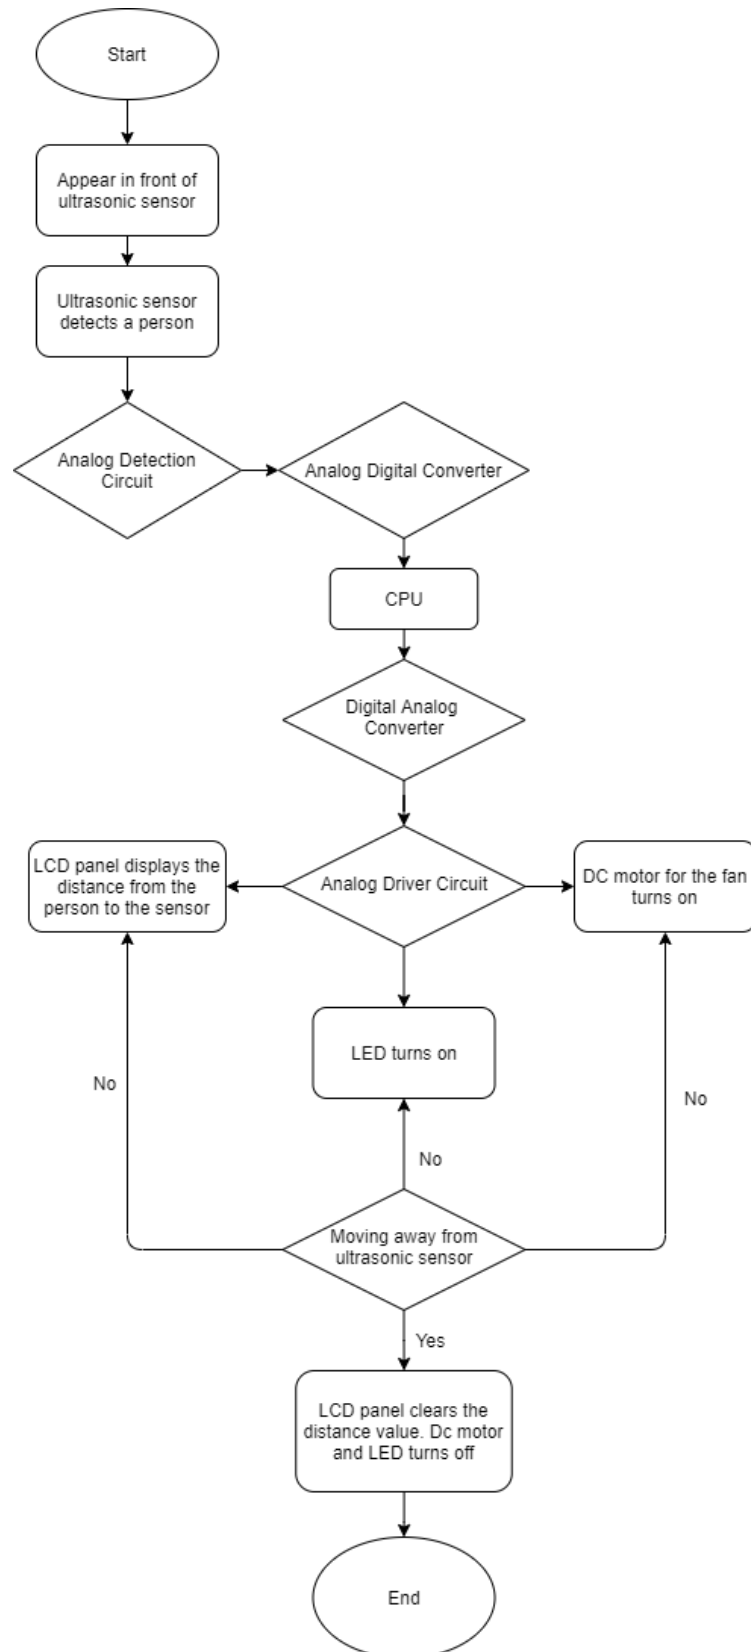 Start
Appear in front of
ultrasonic sensor
Ultrasonic sensor
detects a person
Analog Detection
Circuit
Analog Digital Converter
CPU
Digital Analog
Converter
LCD panel displays the
distance from the
person to the sensor
Analog Driver Circuit
DC motor for the fan
turns on
LED turns on
No
No
No
Moving away from
ultrasonic sensor
Yes
LCD panel clears the
distance value. Dc motor
and LED turns off
End